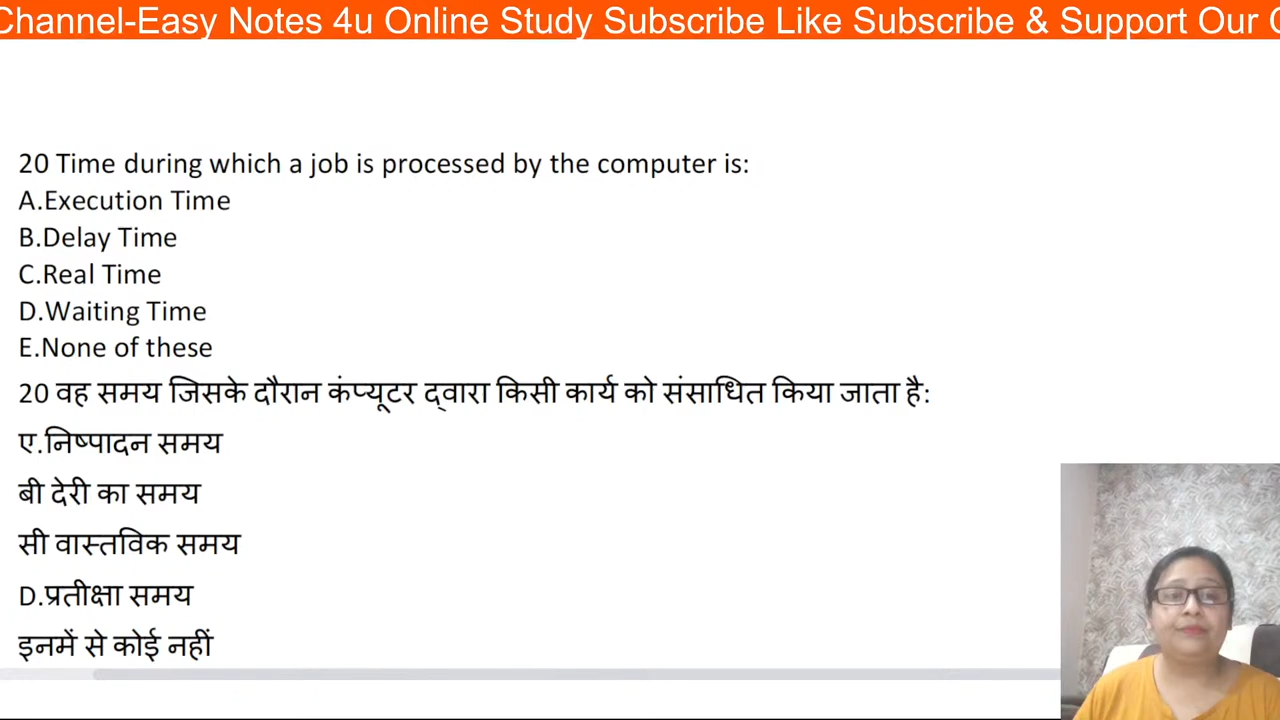 Channel-Easy Notes 4u Online Study Subscribe Like Subscribe & Support Our
20 Time during which a job is processed by the computer is:
A.Execution Time
B.Delay Time
C.Real Time
D.Waiting Time
E.None of these
20 वह समय जिसके दौरान कंप्यूटर द्वारा किसी कार्य को संसाधित किया जाता है:
ए.निष्पादन समय
बी देरी का समय
सी वास्तविक समय
D.प्रतीक्षा समय
इनमें से कोई नहीं